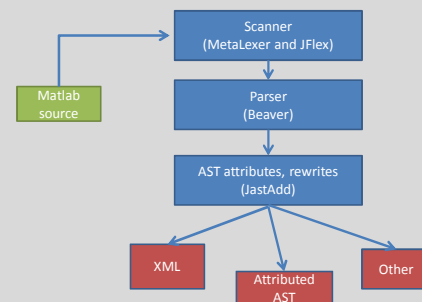 Scanner
(MetaLexer and JFlex)
Matlab
source
Parser
(Beaver)
AST attributes, rewrites
(JastAdd)
XML
Attributed
AST
Other